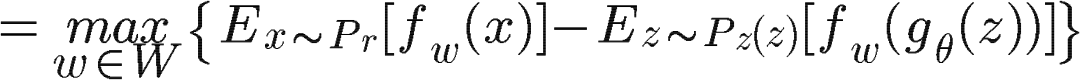 = max_{w∈W} {E_{x∼P_r}[f_w(x)]−E_{z∼P_z(z)}[f_w(g_θ(z))]}